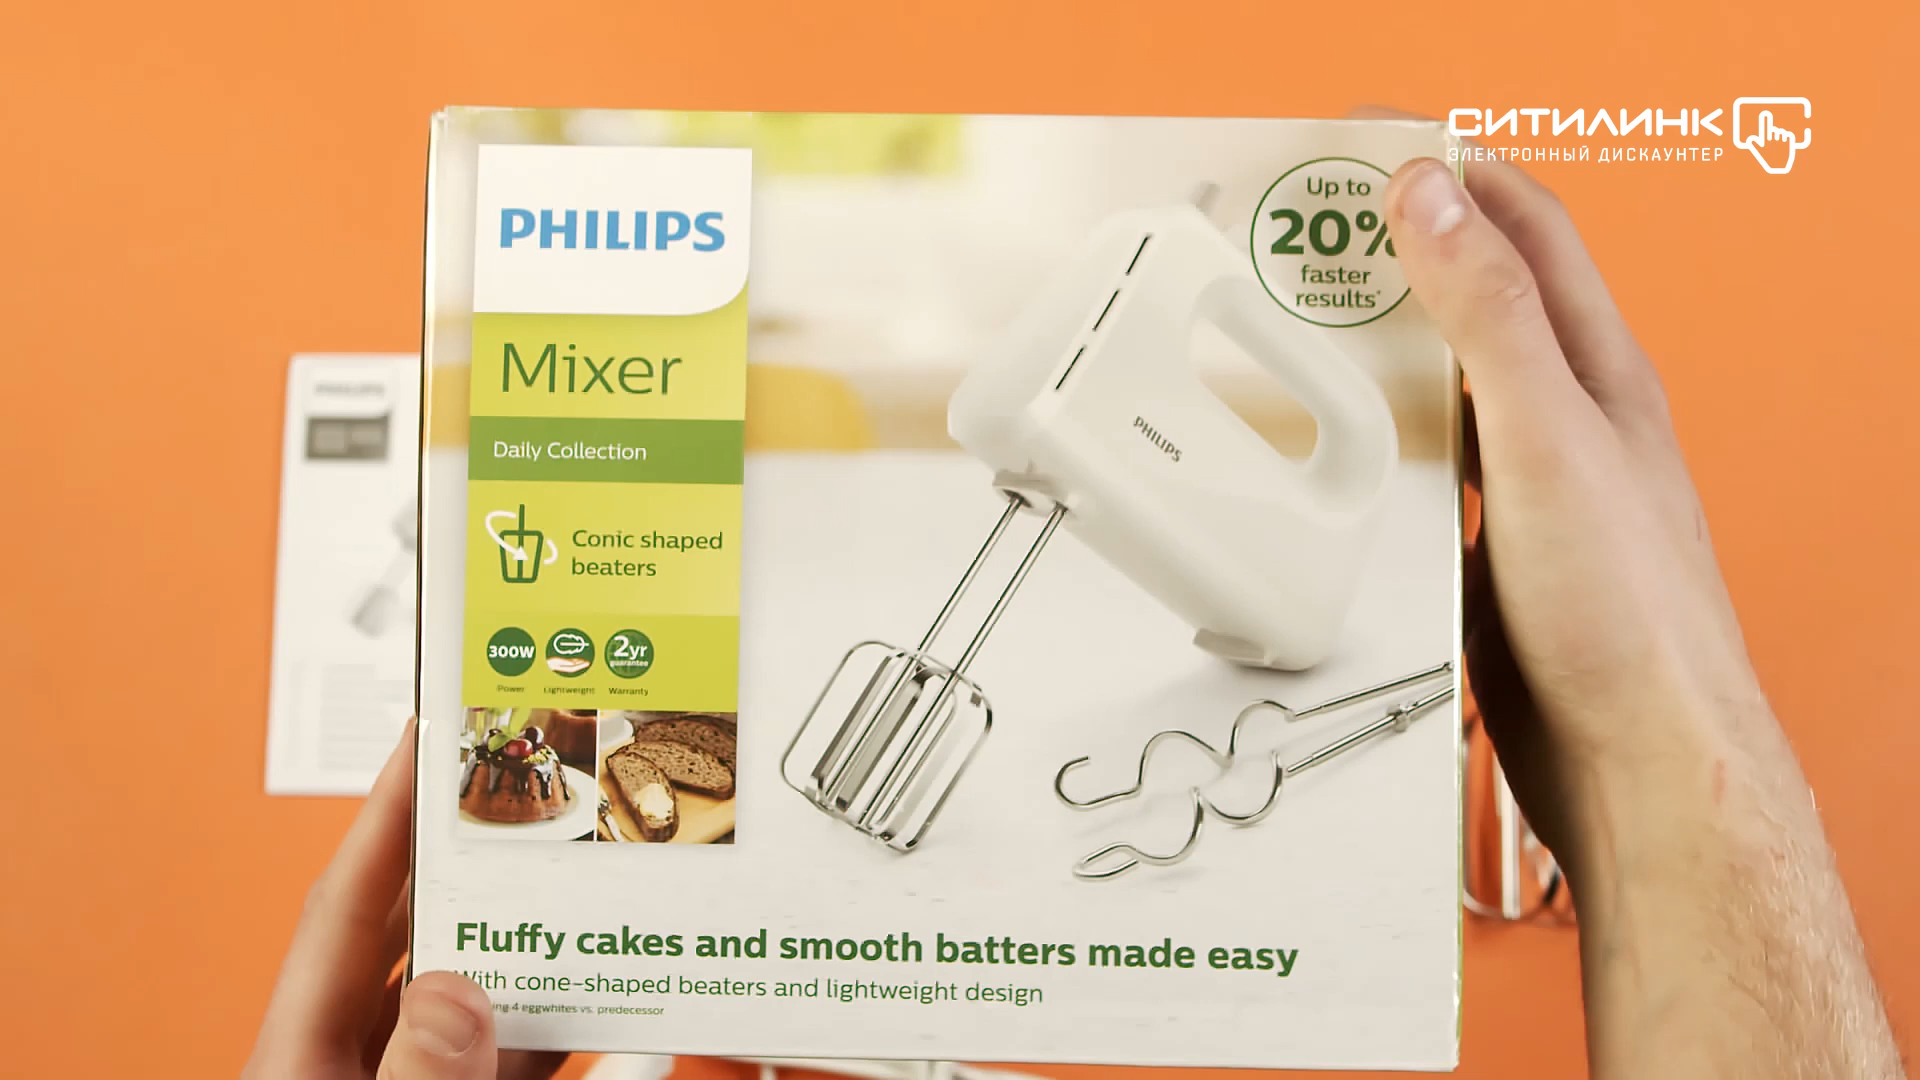 СИТИЛИНК
ЭЛЕКТРОННЫЙ ДИСКАУНТЕР
PHILIPS
Mixer
Daily Collection
Conic shaped
beaters
300W
Power
Lightweight
2yr
guarantee
Warranty
Up to
20%
faster
results*
PHILIPS
Fluffy cakes and smooth batters made easy
With cone-shaped beaters and lightweight design
4 eggwhites vs. predecessor
PHILIPS